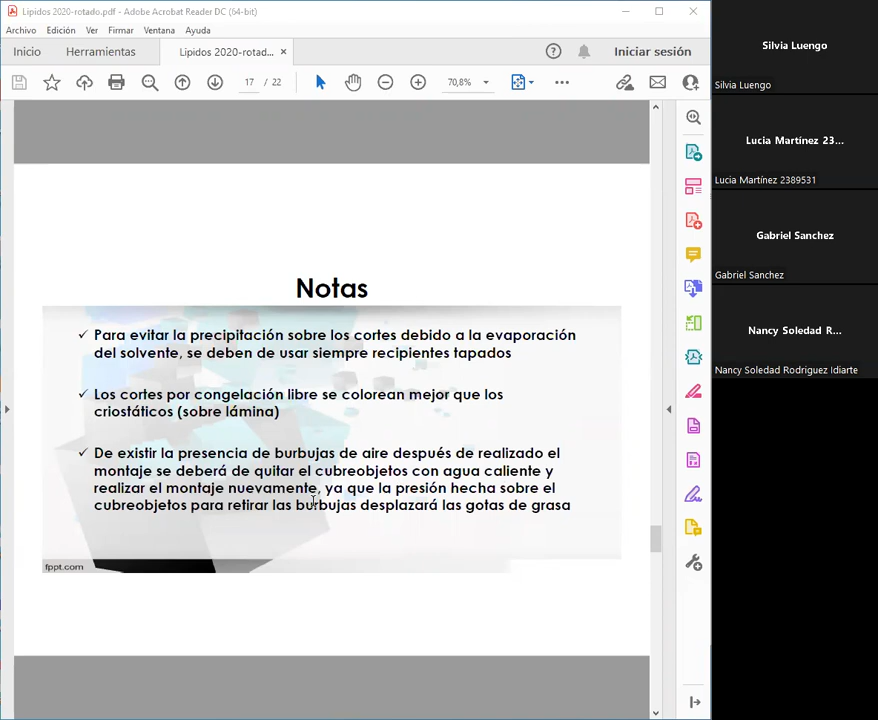 Lipidos 2020-rotado.pdf - Adobe Acrobat Reader DC (64-bit)
Archivo Edición Ver Firmar Ventana Ayuda
Inicio Herramientas Lipidos 2020-rotad... × Iniciar sesión
17 / 22 70,8%
Notas
✓ Para evitar la precipitación sobre los cortes debido a la evaporación
del solvente, se deben de usar siempre recipientes tapados
✓ Los cortes por congelación libre se colorean mejor que los
criostáticos (sobre lámina)
✓ De existir la presencia de burbujas de aire después de realizado el
montaje se deberá de quitar el cubreobjetos con agua caliente y
realizar el montaje nuevamente, ya que la presión hecha sobre el
cubreobjetos para retirar las burbujas desplazará las gotas de grasa
fppt.com
Silvia Luengo
Silvia Luengo
Lucia Martínez 23...
Lucia Martínez 2389531
Gabriel Sanchez
Gabriel Sanchez
Nancy Soledad R...
Nancy Soledad Rodriguez Idiarte